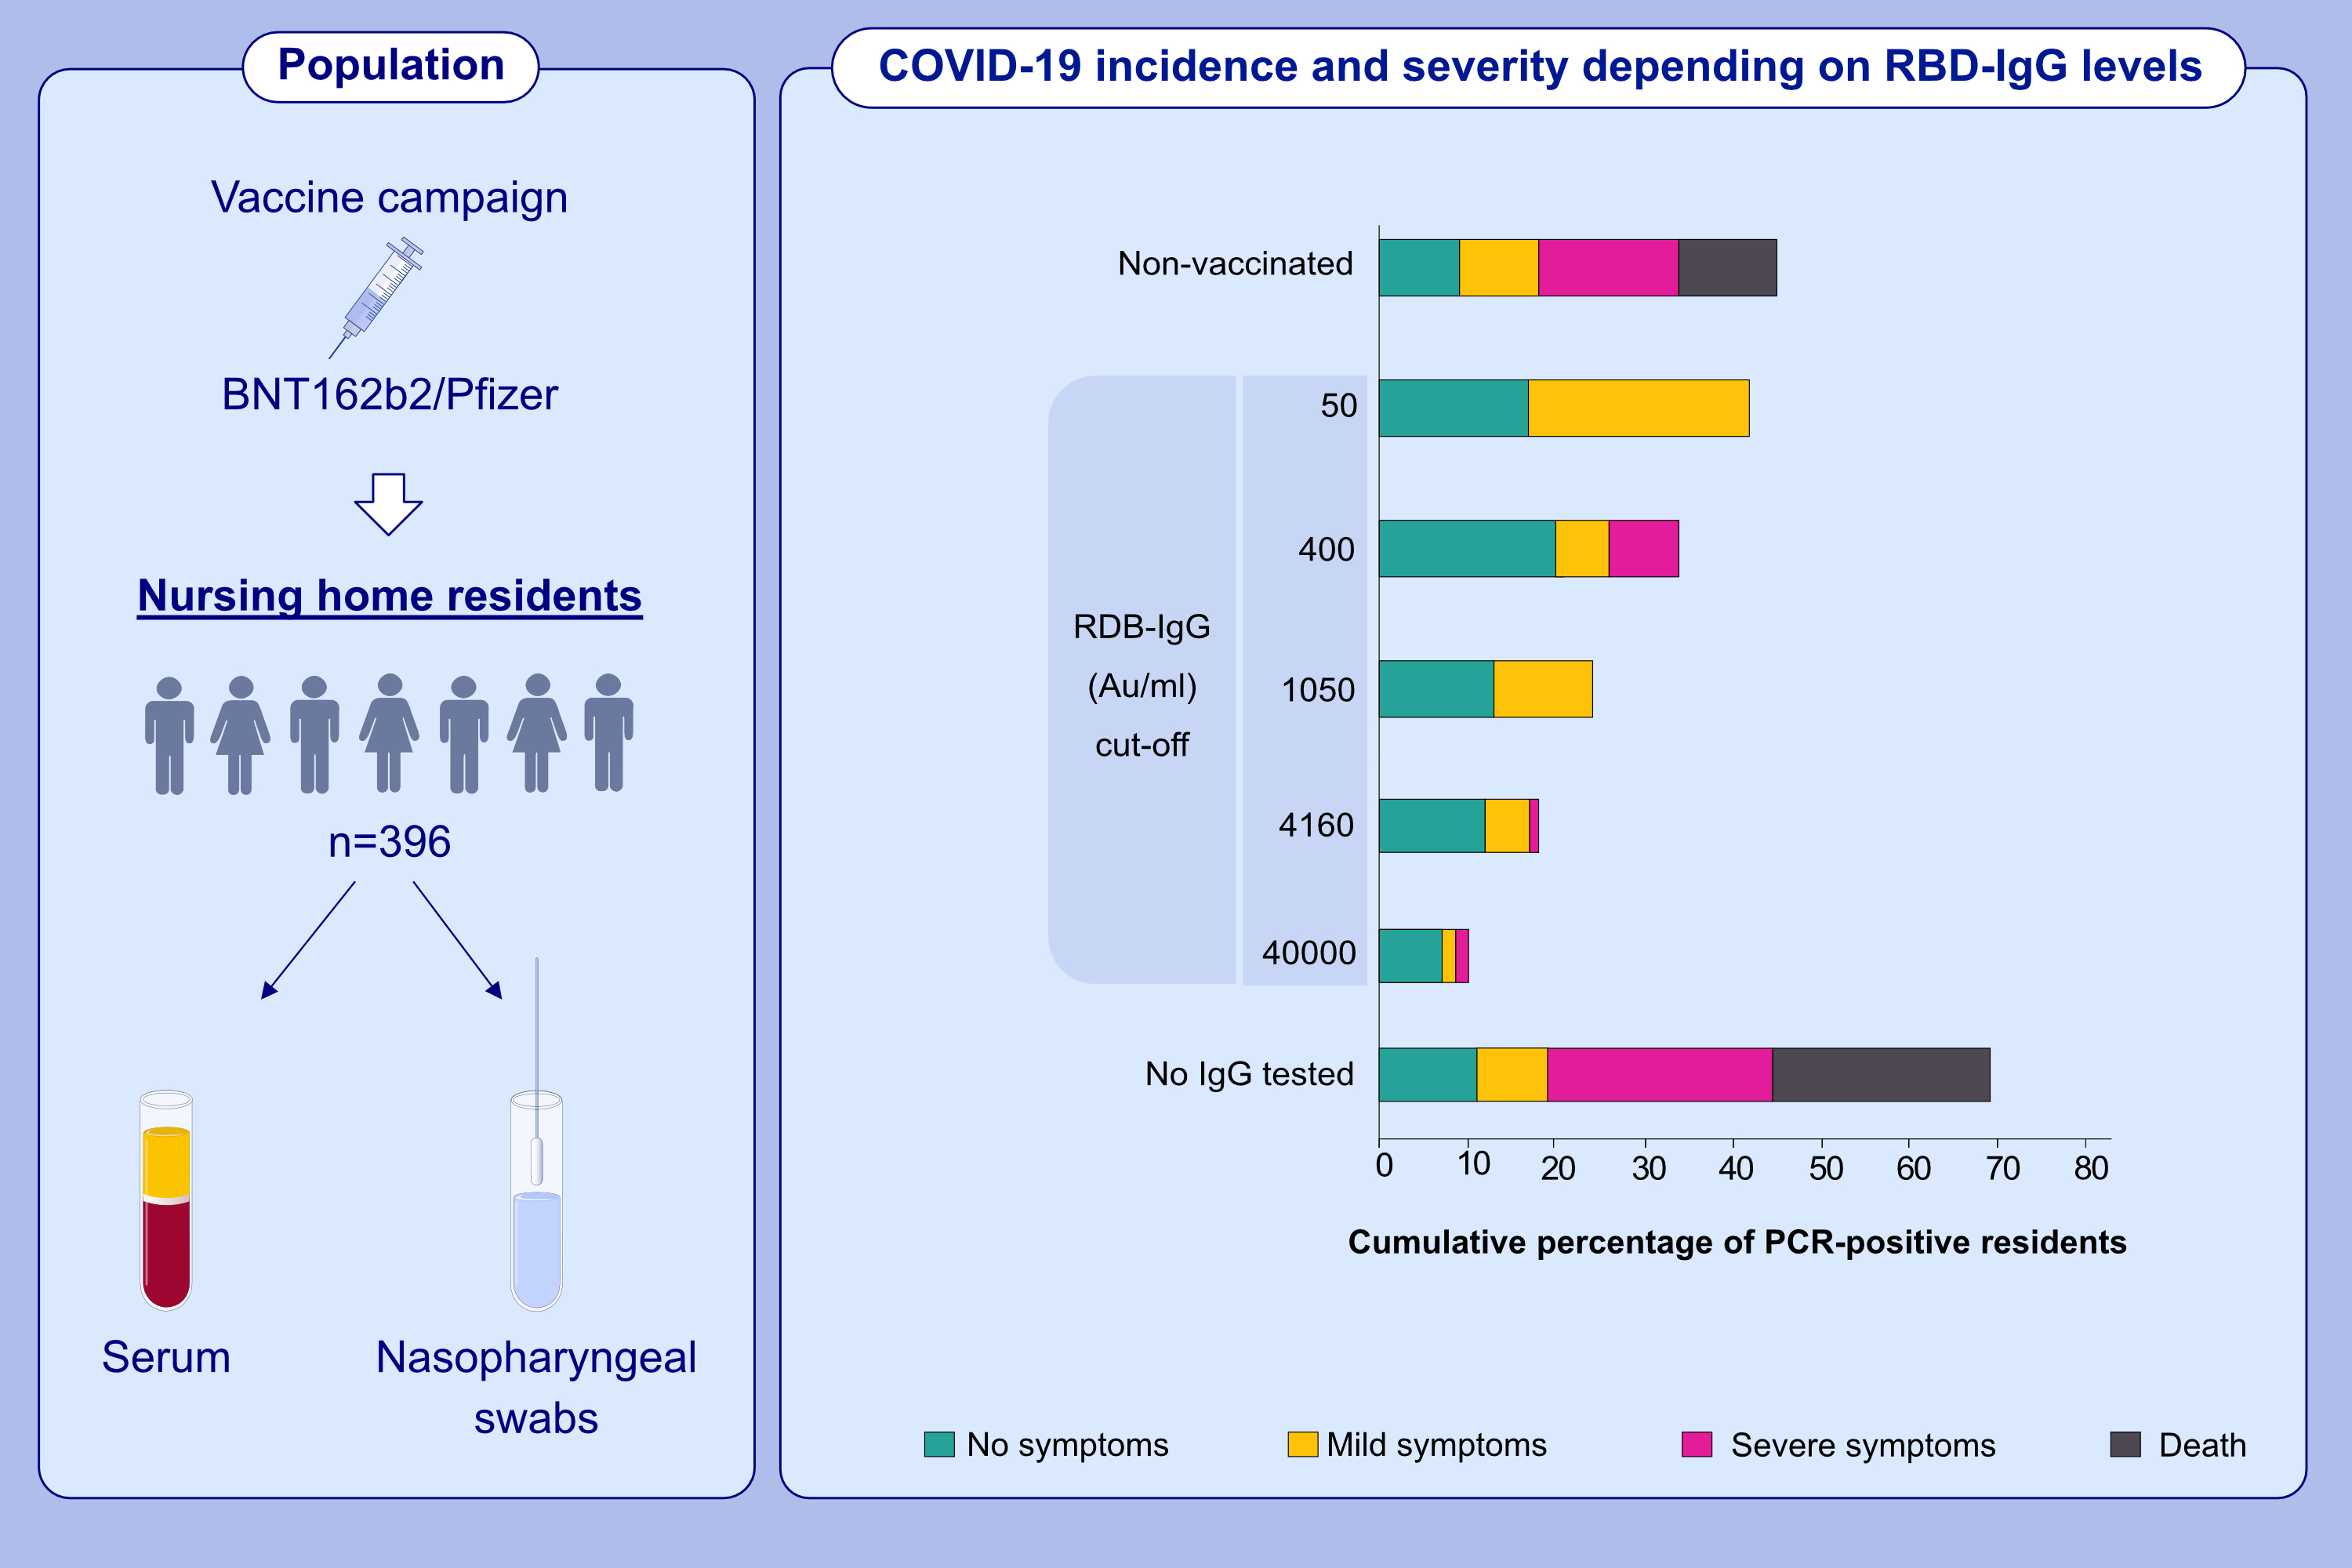 Population
Vaccine campaign
BNT162b2/Pfizer
Nursing home residents
n=396
Serum
Nasopharyngeal
swabs
COVID-19 incidence and severity depending on RBD-IgG levels
Non-vaccinated
RDB-IgG
(Au/ml)
cut-off
50
400
1050
4160
40000
No IgG tested
0 10 20 30 40 50 60 70 80
Cumulative percentage of PCR-positive residents
No symptoms Mild symptoms Severe symptoms Death